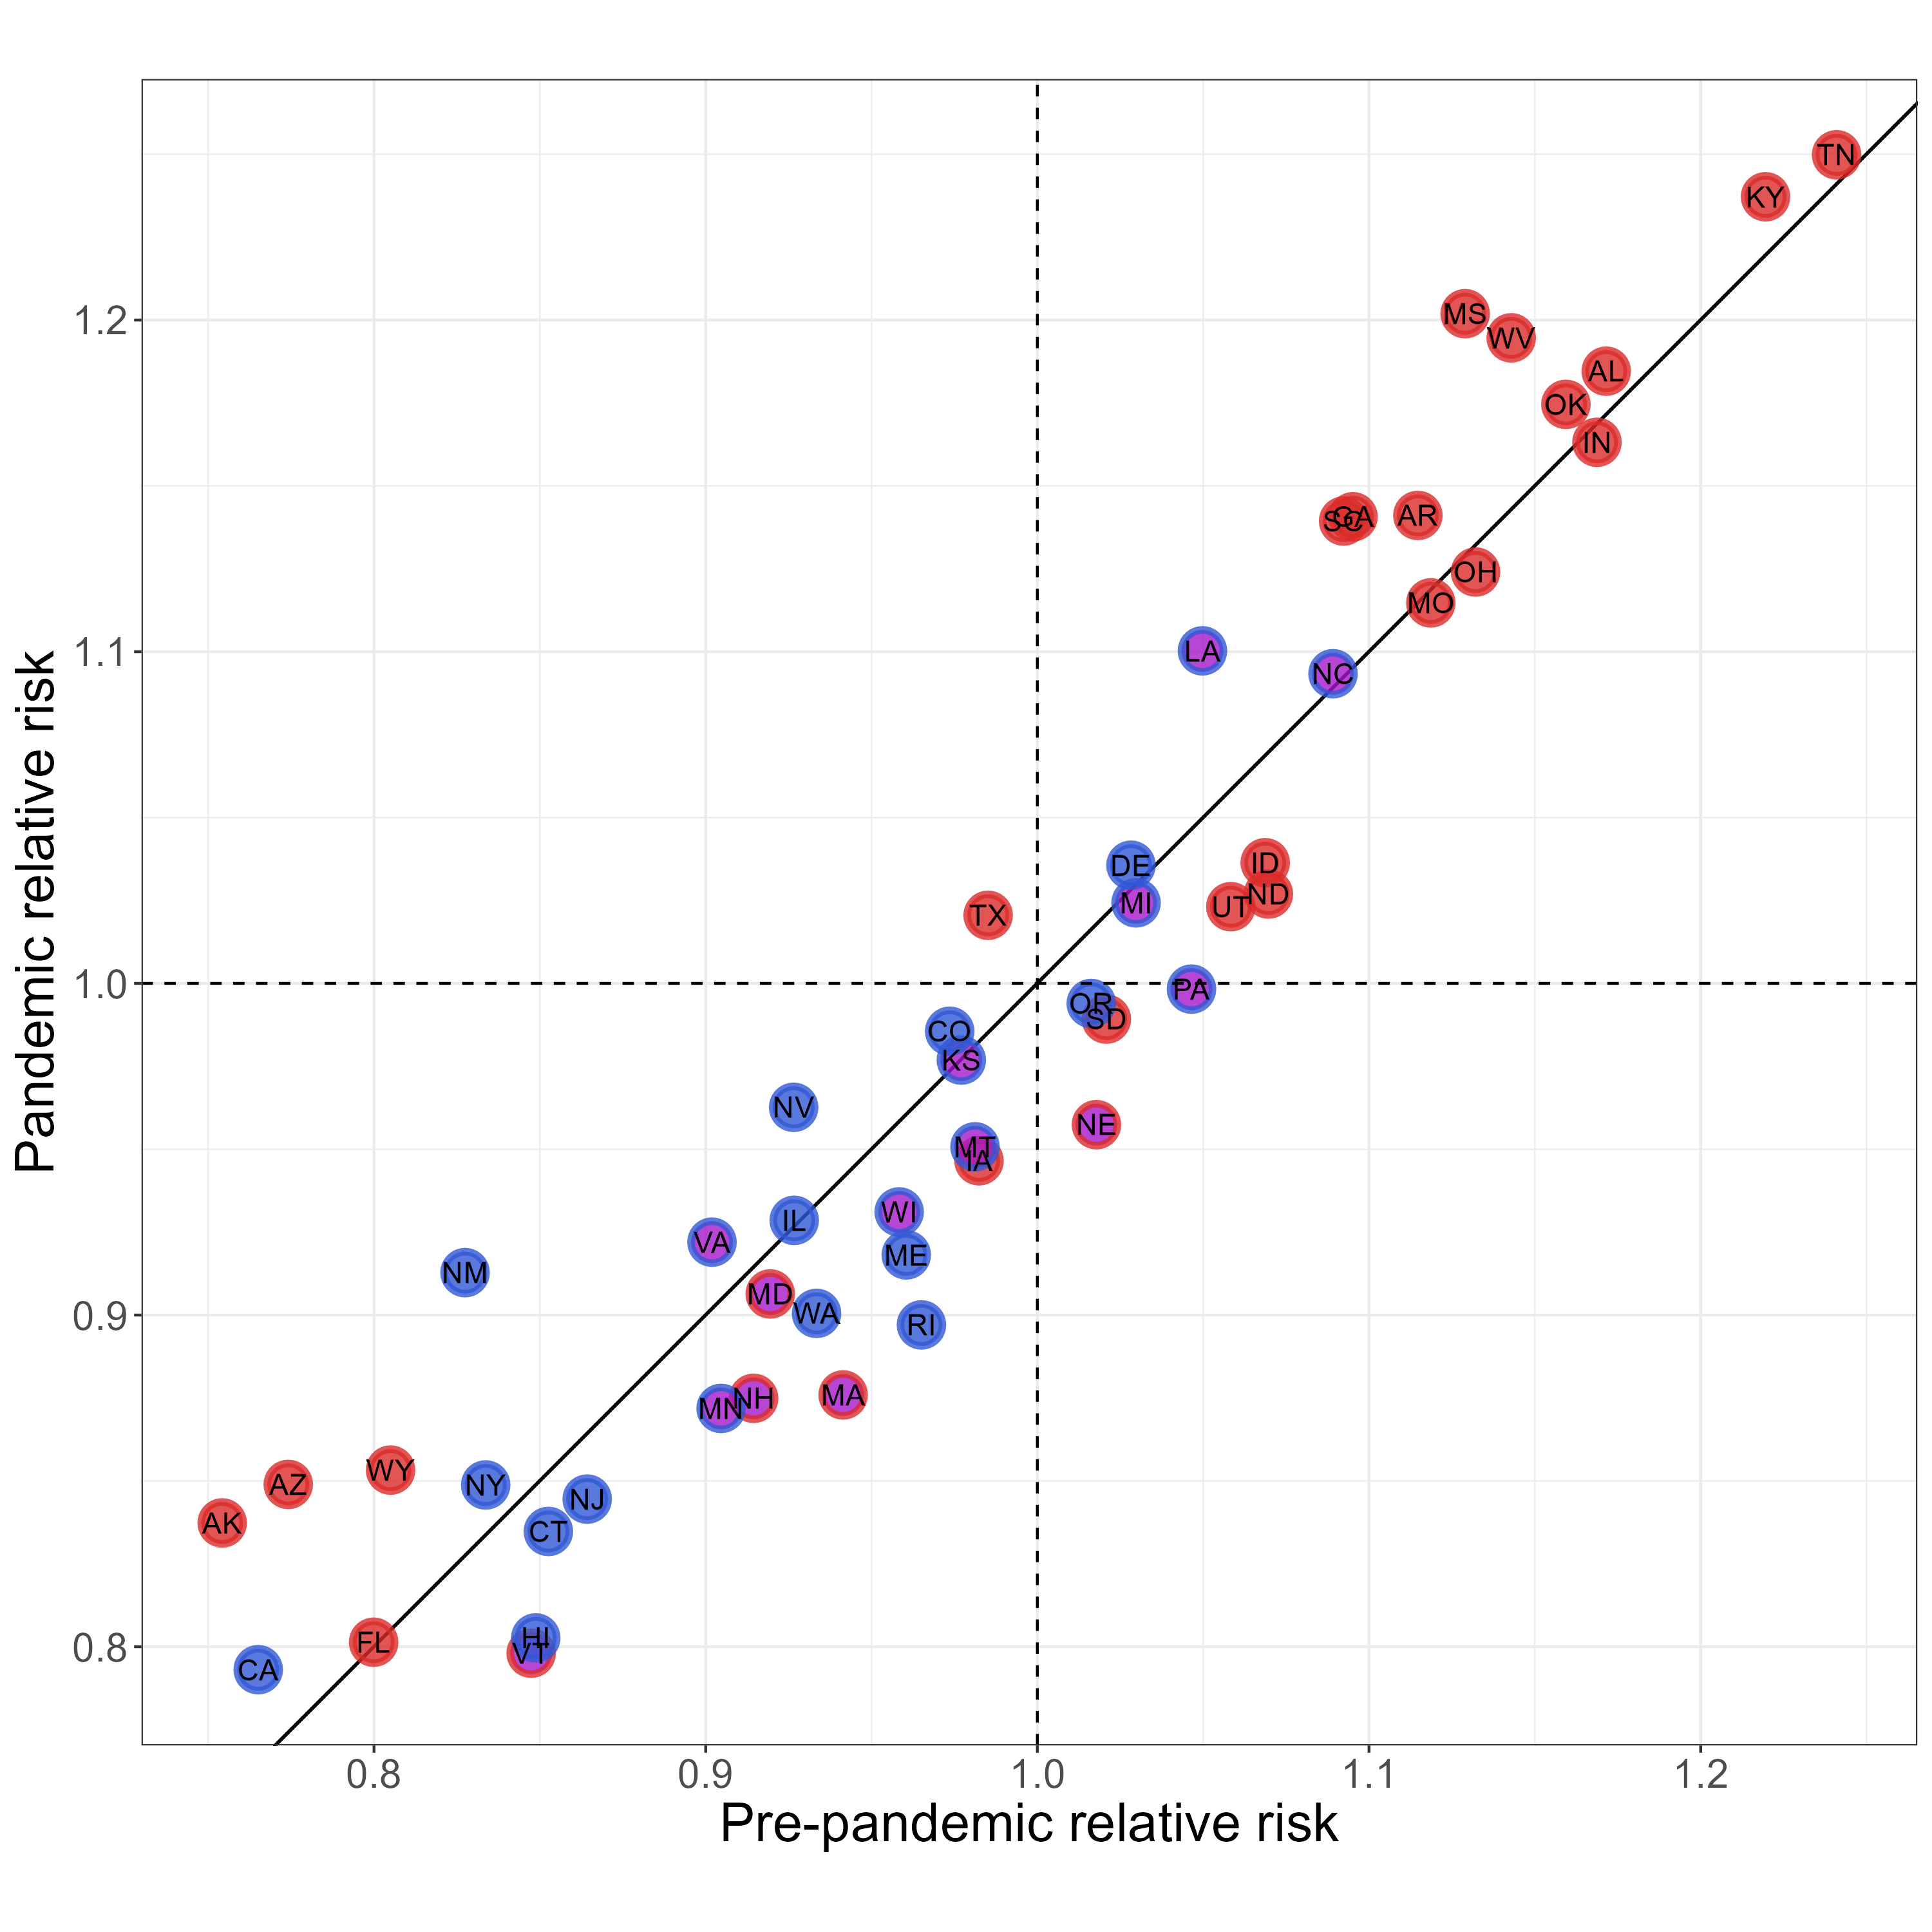 TN
KY
1.2
MS
WV
AL
OK
IN
SC
GA
AR
OH
MO
1.1
LA
NC
DE
ID
MI
ND
UT
TX
1.0
PA
OR
SD
CO
KS
NV
NE
MT
IA
WI
IL
VA
ME
NM
MD
0.9
WA
RI
NH
MA
MN
WY
AZ
NY
NJ
AK
CT
HI
FL
0.8
VT
CA
Pandemic relative risk
0.8 0.9 1.0 1.1 1.2
Pre-pandemic relative risk